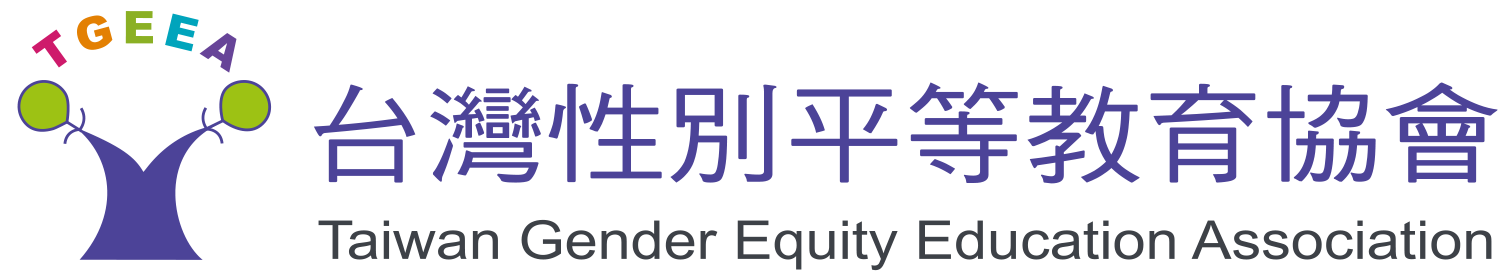 TGEEA
台灣性別平等教育協會
Taiwan Gender Equity Education Association